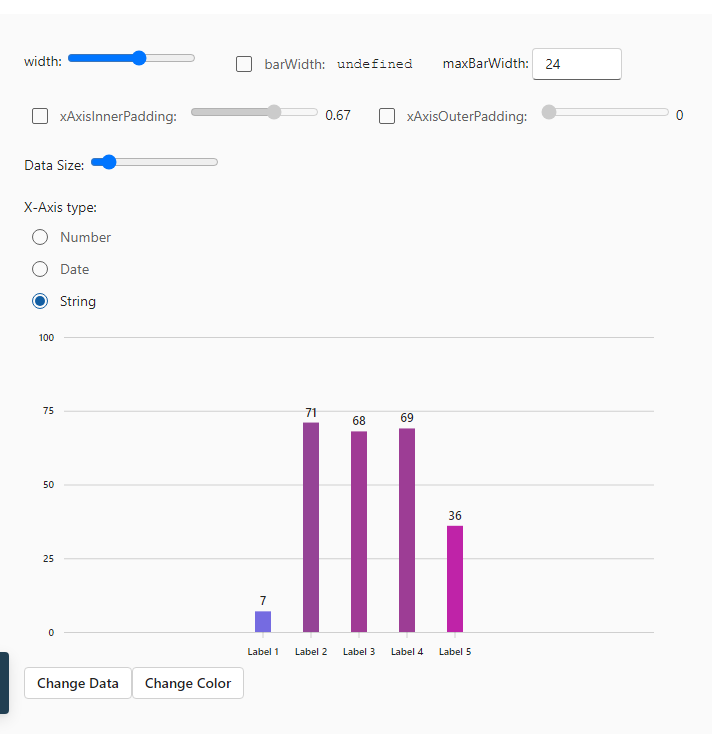 width: barWidth: undefined maxBarWidth: 24
xAxisInnerPadding: 0.67 xAxisOuterPadding: 0
Data Size:
X-Axis type:
Number
Date
String
100
75
71
68
69
50
36
25
7
0
Label 1 Label 2 Label 3 Label 4 Label 5
Change Data Change Color